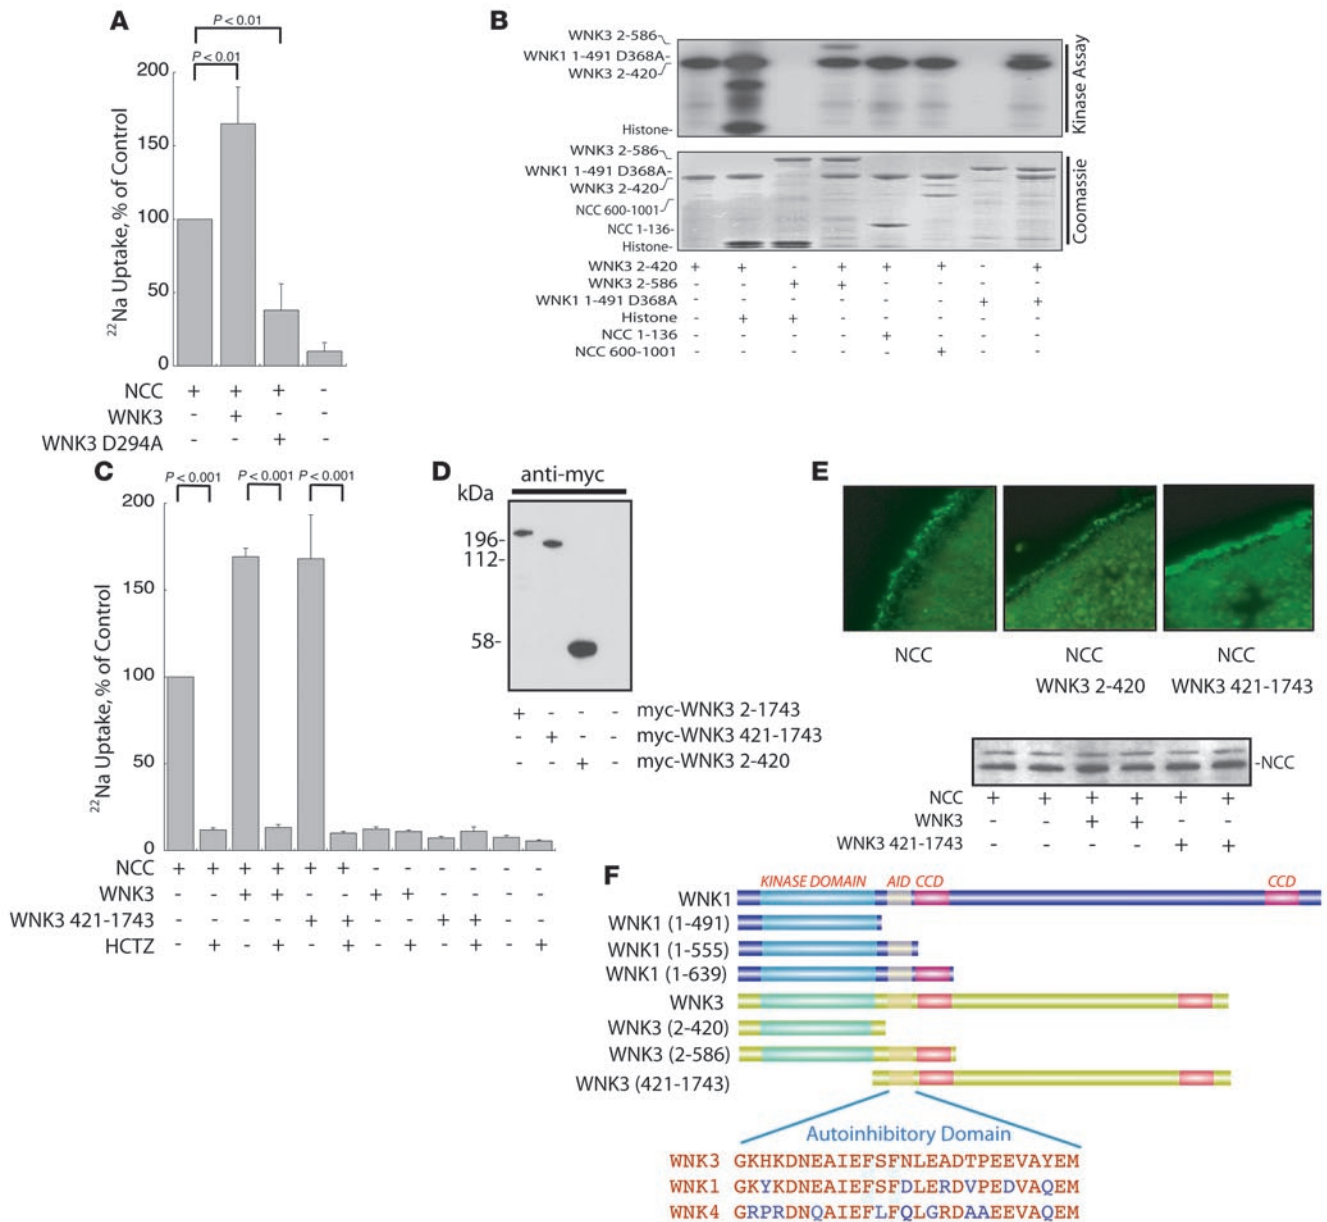 A
P < 0.01
P < 0.01
200
150
100
50
0
22Na Uptake, % of Control
NCC + + + -
WNK3 - + - -
WNK3 D294A - - + -
B
WNK3 2-586
WNK1 1-491 D368A-
WNK3 2-420
Histone-
Kinase Assay
WNK3 2-586
WNK1 1-491 D368A-
WNK3 2-420
NCC 600-1001
NCC 1-136-
Histone-
Coomassie
WNK3 2-420 + + - + + + - +
WNK3 2-586 - - + + - - - -
WNK1 1-491 D368A - - - - - - + +
Histone - + + - - - - -
NCC 1-136 - - - - + - - -
NCC 600-1001 - - - - - + - -
C
P < 0.001 P < 0.001 P < 0.001
200
150
100
50
0
22Na Uptake, % of Control
NCC + + + + + + - - - - - -
WNK3 - - + + - - + + - - - -
WNK3 421-1743 - - - - + + - - + + - -
HCTZ - + - + - + - + - + - +
D
anti-myc
kDa
196-
112-
58-
+ - - - myc-WNK3 2-1743
- + - - myc-WNK3 421-1743
- - + - myc-WNK3 2-420
E
NCC
NCC
WNK3 2-420
NCC
WNK3 421-1743
-NCC
NCC + + + + + +
WNK3 - - + + - -
WNK3 421-1743 - - - - + +
F
KINASE DOMAIN AID CCD CCD
WNK1
WNK1 (1-491)
WNK1 (1-555)
WNK1 (1-639)
WNK3
WNK3 (2-420)
WNK3 (2-586)
WNK3 (421-1743)
Autoinhibitory Domain
WNK3 GKHKDNEAIEFSFNLEADTPEEVAYEM
WNK1 GKYKDNEAIEFSFDLERDVPEDVAQEM
WNK4 GRPRDNQAIEFLFQLGRDAAEEVAQEM